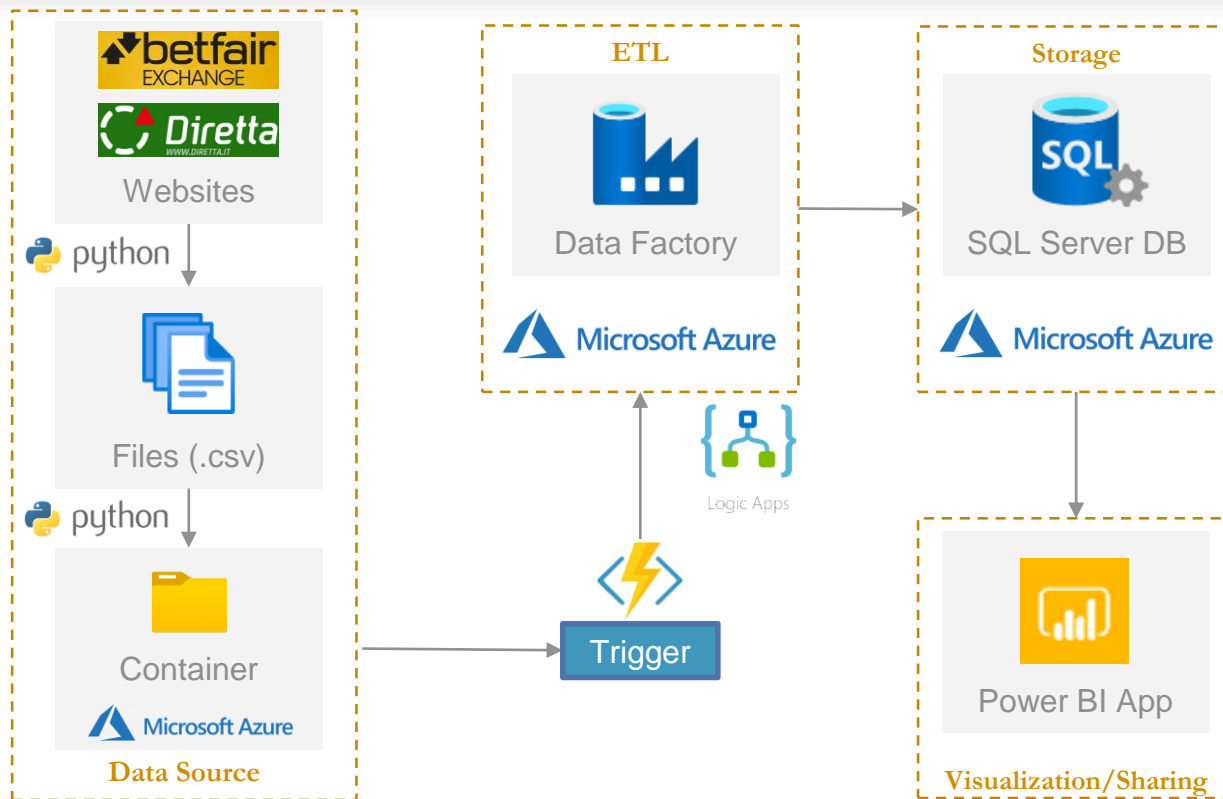 betfair
EXCHANGE
Diretta
WWW.DIRETTA.IT
Websites
python
Files (.csv)
python
Container
Microsoft Azure
Data Source
Trigger
Logic Apps
ETL
Data Factory
Microsoft Azure
Storage
SQL
SQL Server DB
Microsoft Azure
Power BI App
Visualization/Sharing